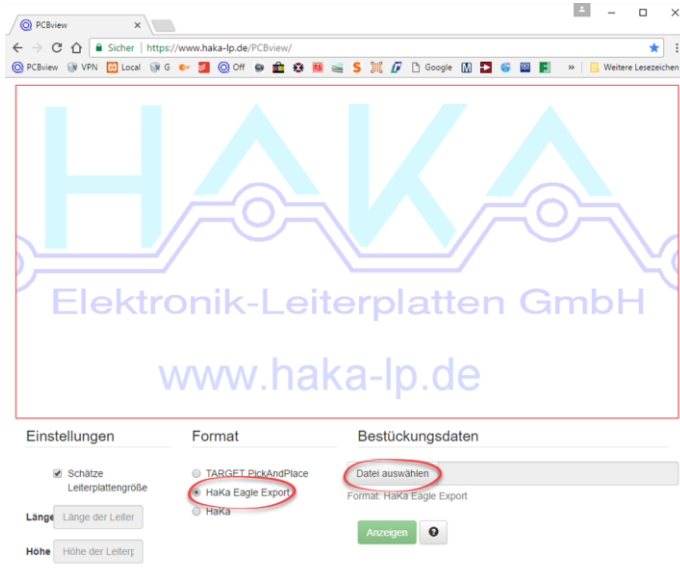 PCBview
Sicher https://www.haka-lp.de/PCBview/
PCBview VPN Local G Off Google Weitere Lesezeichen
HAKA
Elektronik-Leiterplatten GmbH
www.haka-lp.de
Einstellungen Format Bestückungsdaten
Schätze Leiterplattengröße
TARGET PickAndPlace
HaKa Eagle Export
HaKa
Datei auswählen
Format: HaKa Eagle Export
Länge Länge der Leiter
Höhe Höhe der Leiterp
Anzeigen